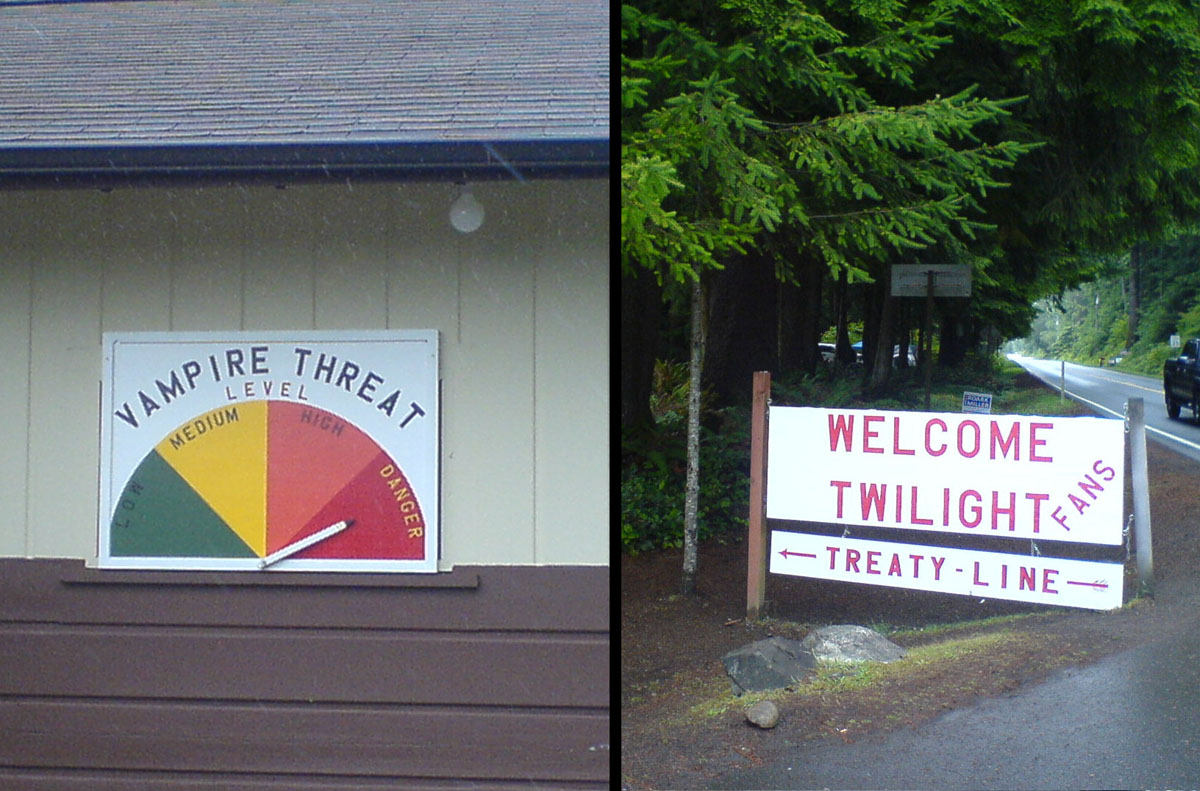 VAMPIRE THREAT
LEVEL
LOW
MEDIUM
HIGH
DANGER
WELCOME
TWILIGHT FANS
TREATY-LINE